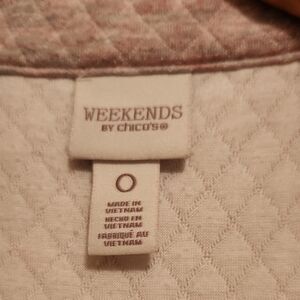 WEEKENDS
BY chico's®
0
MADE IN
VIETNAM
HECHO EN
VIETNAM
FABRIQUÉ AU
VIETNAM